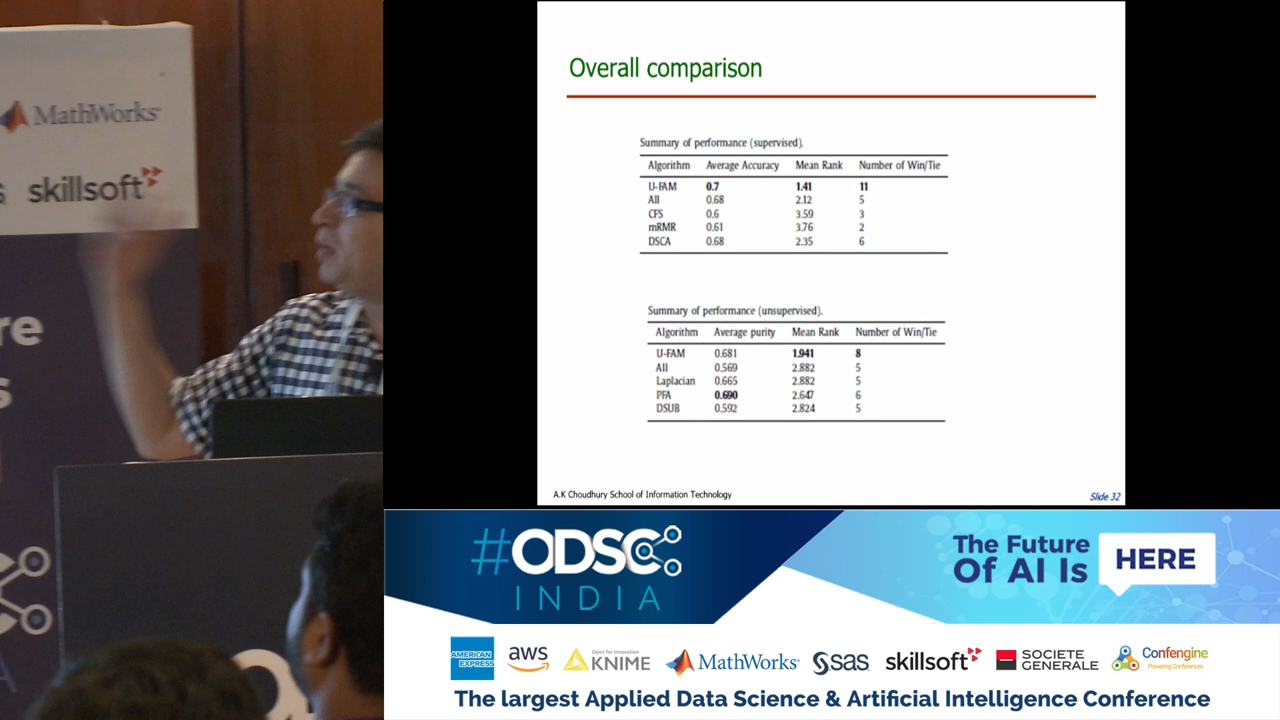 MathWorks
skillsoft
Overall comparison
Summary of performance (supervised).
Algorithm Average Accuracy Mean Rank Number of Win/Tie
U-FAM 0.7 1.41 11
All 0.68 2.12 5
CFS 0.6 3.59 3
mRMR 0.61 3.76 2
DSCA 0.68 2.35 6
Summary of performance (unsupervised).
Algorithm Average purity Mean Rank Number of Win/Tie
U-FAM 0.681 1.941 8
All 0.569 2.882 5
Laplacian 0.665 2.882 5
PFA 0.690 2.647 6
DSUB 0.592 2.824 5
A.K Choudhury School of Information Technology
Slide 32
#ODSC
INDIA
The Future
Of AI Is
HERE
AMERICAN
EXPRESS
aws
Open for Innovation
KNIME
MathWorks
sas
skillsoft
SOCIETE
GENERALE
Confengine
Powering Conferences
The largest Applied Data Science & Artificial Intelligence Conference